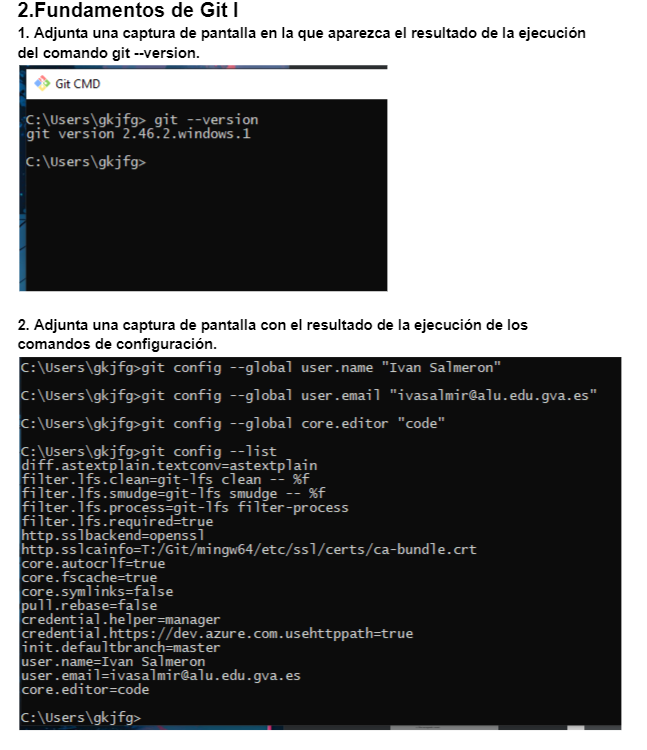 2.Fundamentos de Git I
1. Adjunta una captura de pantalla en la que aparezca el resultado de la ejecución
del comando git --version.
Git CMD
C:\Users\gkjfg> git --version
git version 2.46.2.windows.1
C:\Users\gkjfg>
2. Adjunta una captura de pantalla con el resultado de la ejecución de los
comandos de configuración.
C:\Users\gkjfg>git config --global user.name "Ivan Salmeron"
C:\Users\gkjfg>git config --global user.email "ivasalmir@alu.edu.gva.es"
C:\Users\gkjfg>git config --global core.editor "code"
C:\Users\gkjfg>git config --list
diff.astextplain.textconv=astextplain
filter.lfs.clean=git-lfs clean -- %f
filter.lfs.smudge=git-lfs smudge -- %f
filter.lfs.process=git-lfs filter-process
filter.lfs.required=true
http.sslbackend=openssl
http.sslcainfo=T:/Git/mingw64/etc/ssl/certs/ca-bundle.crt
core.autocrlf=true
core.fscache=true
core.symlinks=false
pull.rebase=false
credential.helper=manager
credential.https://dev.azure.com.usehttppath=true
init.defaultbranch=master
user.name=Ivan Salmeron
user.email=ivasalmir@alu.edu.gva.es
core.editor=code
C:\Users\gkjfg>